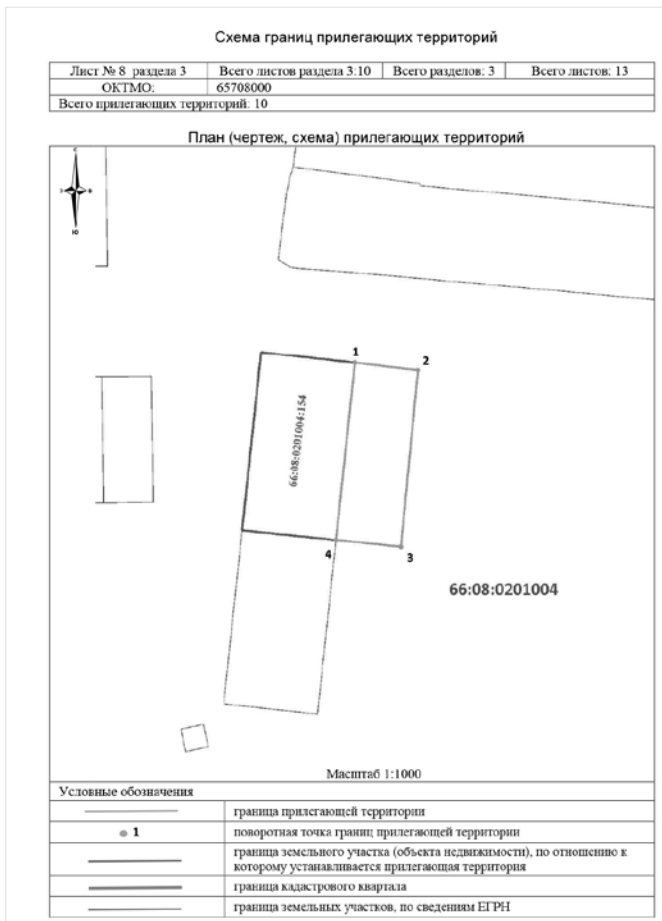 Схема границ прилегающих территорий
Лист № 8 раздела 3 Всего листов раздела 3:10 Всего разделов: 3 Всего листов: 13
ОКТМО: 65708000
Всего прилегающих территорий: 10
План (чертеж, схема) прилегающих территорий
С
Ю
1
2
66:08:0201004:154
4
3
66:08:0201004
Масштаб 1:1000
Условные обозначения
граница прилегающей территории
1 поворотная точка границ прилегающей территории
граница земельного участка (объекта недвижимости), по отношению к
которому устанавливается прилегающая территория
граница кадастрового квартала
граница земельных участков, по сведениям ЕГРН